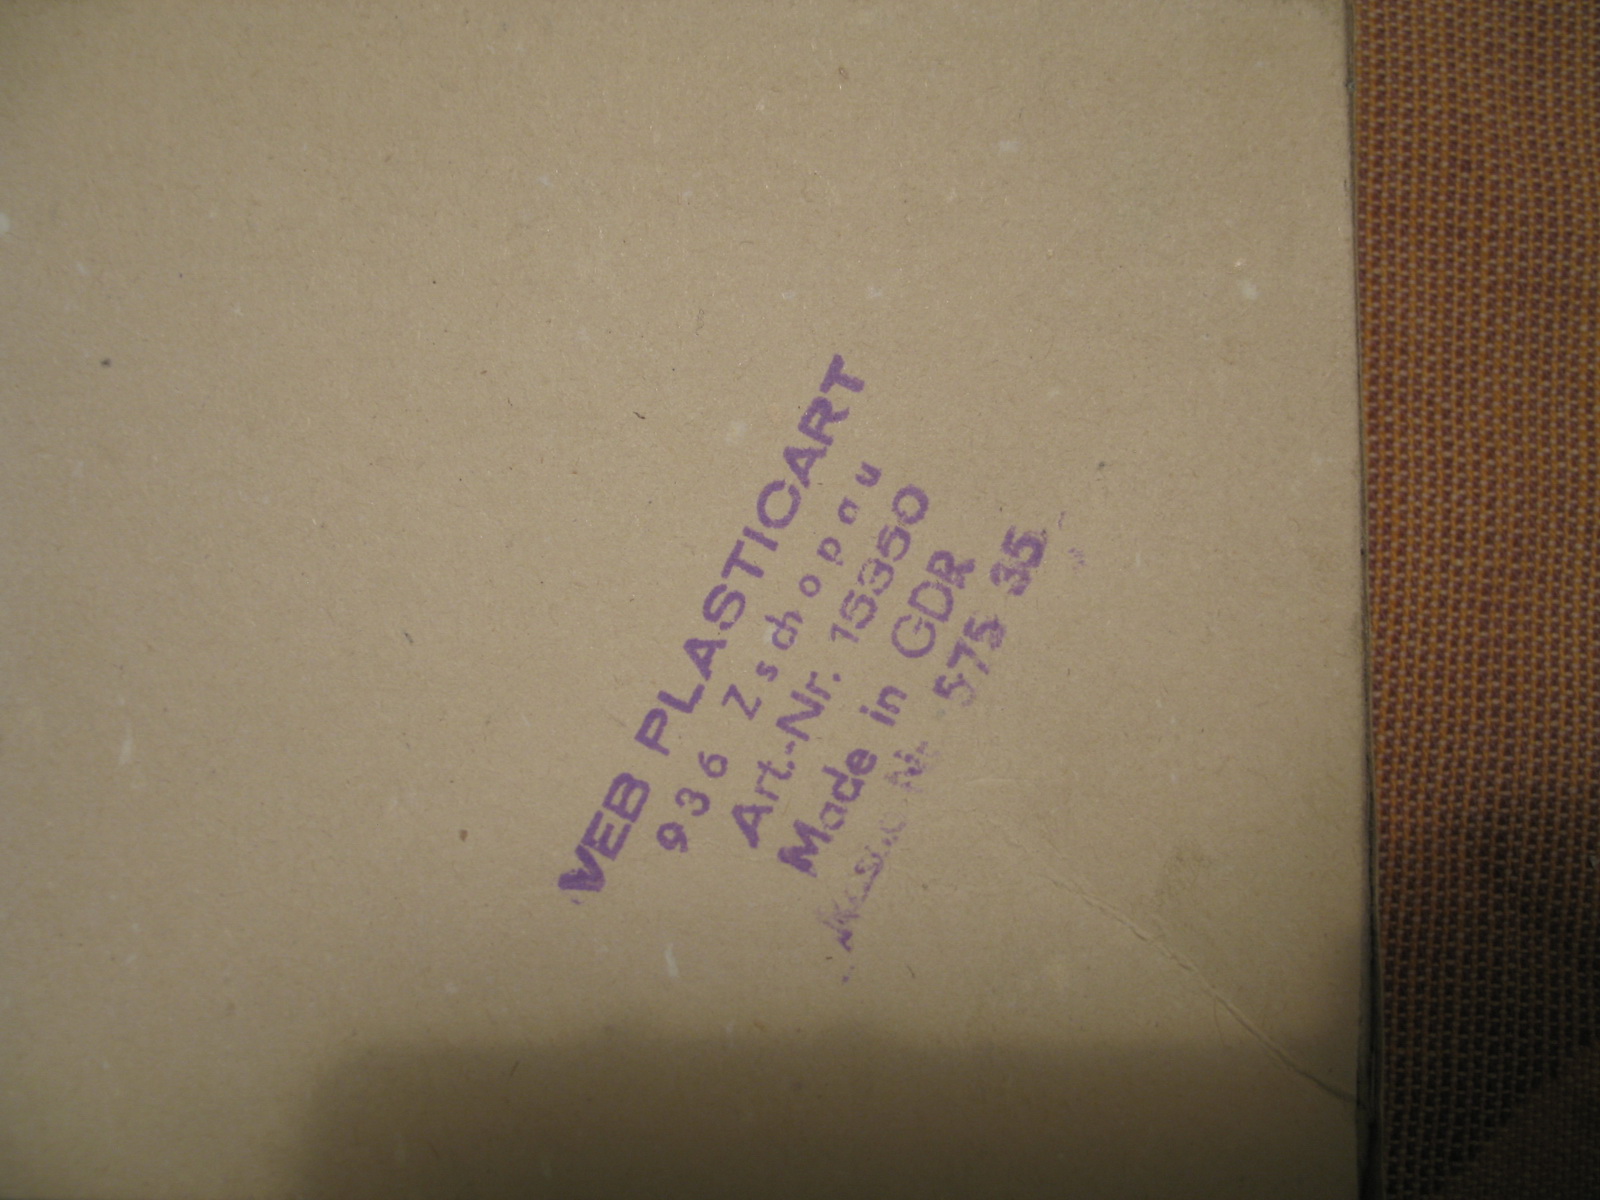 VEB PLASTICART
936 Zschopau
Art.-Nr. 15350
Made in GDR
575 35